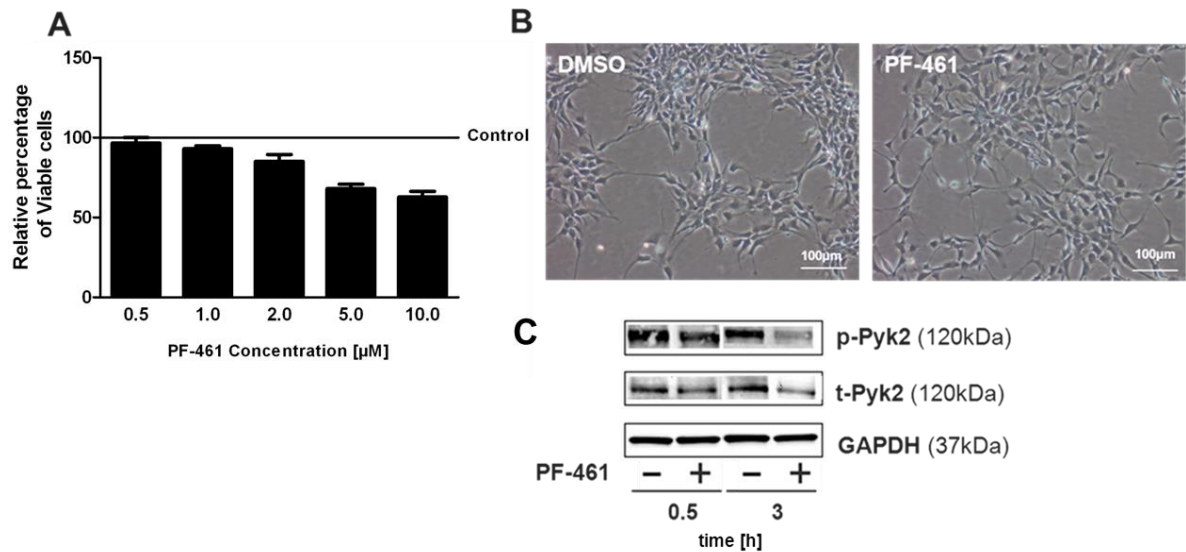 A
150
100
50
0
Relative percentage
of Viable cells
Control
0.5 1.0 2.0 5.0 10.0
PF-461 Concentration [µM]
B
DMSO
100µm
PF-461
100µm
C
p-Pyk2 (120kDa)
t-Pyk2 (120kDa)
GAPDH (37kDa)
PF-461 − + − +
0.5 3
time [h]